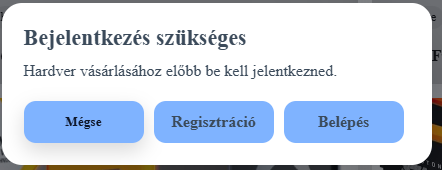 Bejelentkezés szükséges
Hardver vásárlásához előbb be kell jelentkezned.
Mégse
Regisztráció
Belépés